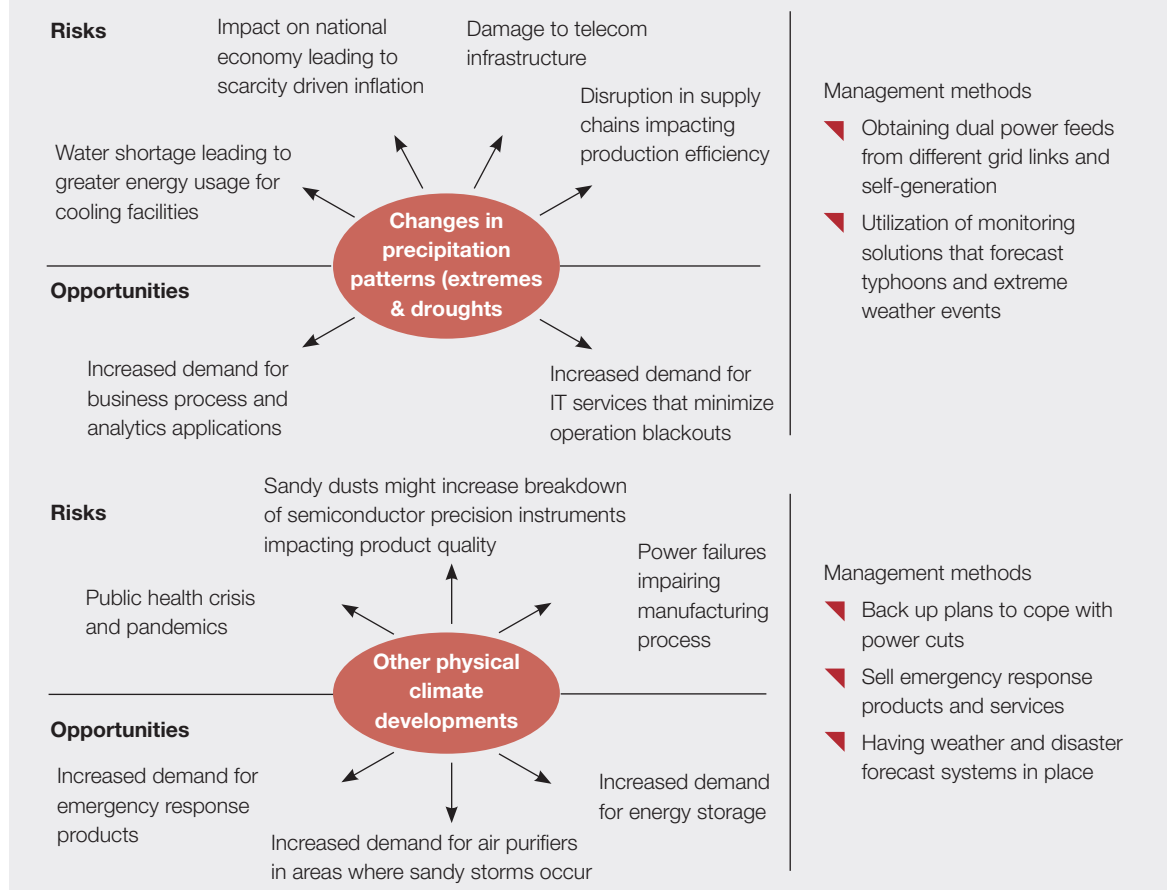 Risks
Impact on national
economy leading to
scarcity driven inflation
Damage to telecom
infrastructure
Disruption in supply
chains impacting
production efficiency
Water shortage leading to
greater energy usage for
cooling facilities
Changes in
precipitation
patterns (extremes
& droughts
Opportunities
Increased demand for
business process and
analytics applications
Increased demand for
IT services that minimize
operation blackouts
Management methods
Obtaining dual power feeds
from different grid links and
self-generation
Utilization of monitoring
solutions that forecast
typhoons and extreme
weather events
Risks
Sandy dusts might increase breakdown
of semiconductor precision instruments
impacting product quality
Power failures
impairing
manufacturing
process
Public health crisis
and pandemics
Other physical
climate
developments
Opportunities
Increased demand for
emergency response
products
Increased demand for air purifiers
in areas where sandy storms occur
Increased demand
for energy storage
Management methods
Back up plans to cope with
power cuts
Sell emergency response
products and services
Having weather and disaster
forecast systems in place